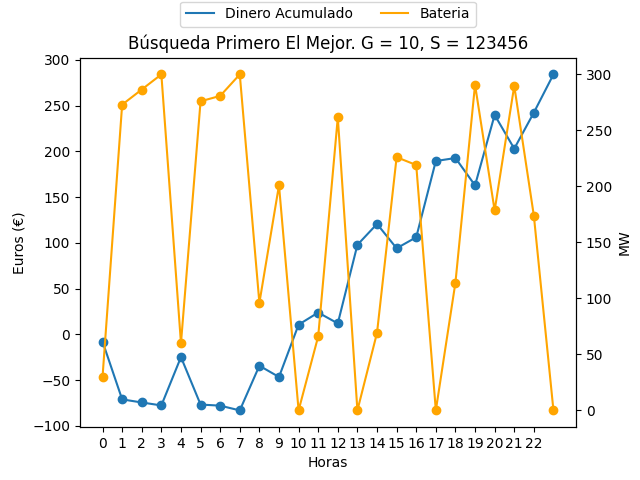 Dinero Acumulado Bateria
Búsqueda Primero El Mejor. G = 10, S = 123456
300
250
200
150
100
50
0
−50
−100
Euros (€)
300
250
200
150
100
50
0
MW
0 1 2 3 4 5 6 7 8 9 10 11 12 13 14 15 16 17 18 19 20 21 22
Horas